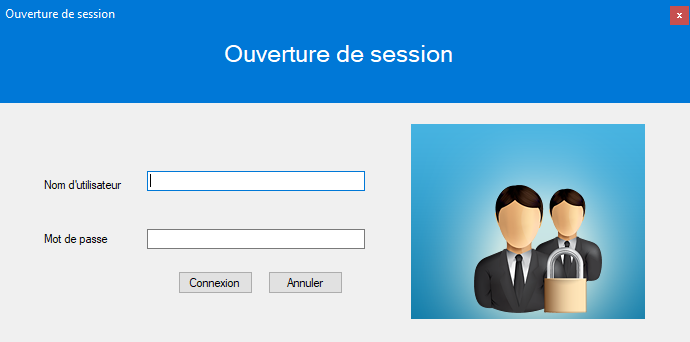 Ouverture de session
x
Ouverture de session
Nom d'utilisateur
Mot de passe
Connexion
Annuler